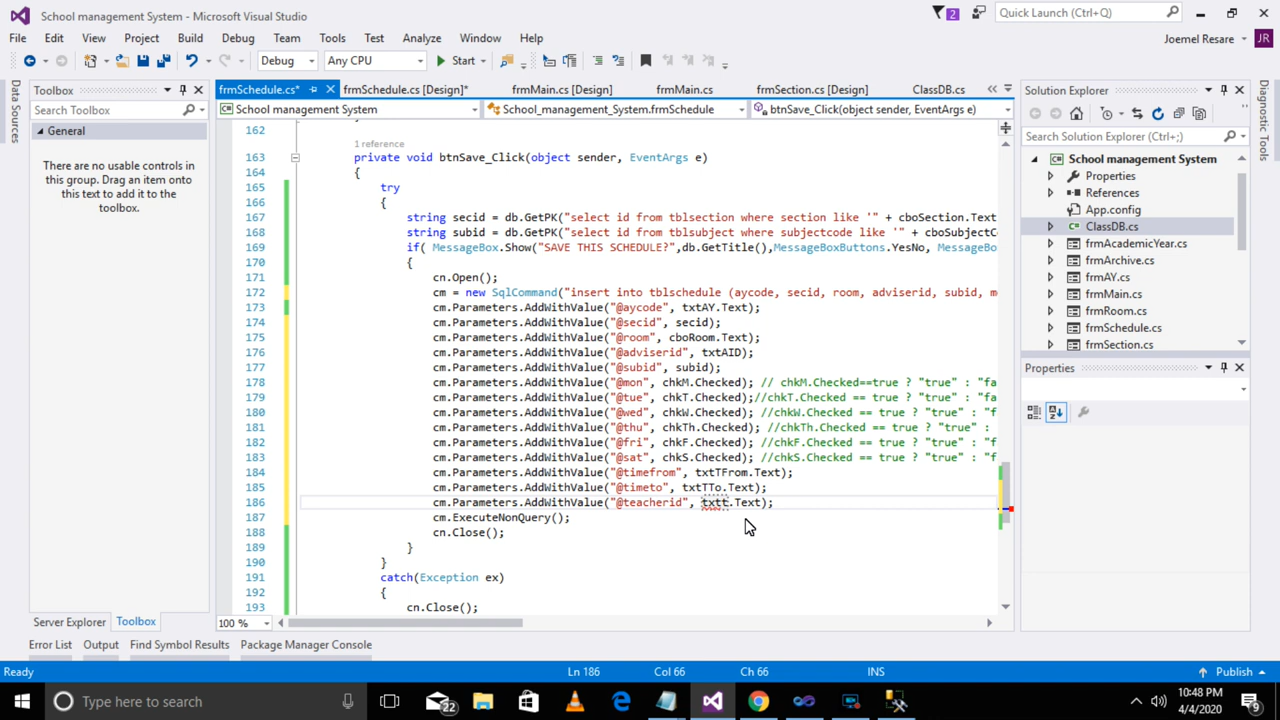 School management System - Microsoft Visual Studio
2
Quick Launch (Ctrl+Q)
File Edit View Project Build Debug Team Tools Test Analyze Window Help
Joemel Resare JR
Debug Any CPU Start
Data Sources
Toolbox
Search Toolbox
General
There are no usable controls in
this group. Drag an item onto
this text to add it to the
toolbox.
Server Explorer Toolbox
frmSchedule.cs* frmSchedule.cs [Design]* frmMain.cs [Design] frmMain.cs frmSection.cs [Design] ClassDB.cs
School management System School_management_System.frmSchedule btnSave_Click(object sender, EventArgs e)
162
1 reference
163 private void btnSave_Click(object sender, EventArgs e)
164 {
165 try
166 {
167 string secid = db.GetPK("select id from tblsection where section like '" + cboSection.Text
168 string subid = db.GetPK("select id from tblsubject where subjectcode like '" + cboSubjectCo
169 if( MessageBox.Show("SAVE THIS SCHEDULE?",db.GetTitle(),MessageBoxButtons.YesNo, MessageBo
170 {
171 cn.Open();
172 cm = new SqlCommand("insert into tblschedule (aycode, secid, room, adviserid, subid, m
173 cm.Parameters.AddWithValue("@aycode", txtAY.Text);
174 cm.Parameters.AddWithValue("@secid", secid);
175 cm.Parameters.AddWithValue("@room", cboRoom.Text);
176 cm.Parameters.AddWithValue("@adviserid", txtAID);
177 cm.Parameters.AddWithValue("@subid", subid);
178 cm.Parameters.AddWithValue("@mon", chkM.Checked); // chkM.Checked==true ? "true" : "fa
179 cm.Parameters.AddWithValue("@tue", chkT.Checked);//chkT.Checked == true ? "true" : "fa
180 cm.Parameters.AddWithValue("@wed", chkW.Checked); //chkW.Checked == true ? "true" : "f
181 cm.Parameters.AddWithValue("@thu", chkTh.Checked); //chkTh.Checked == true ? "true" :
182 cm.Parameters.AddWithValue("@fri", chkF.Checked); //chkF.Checked == true ? "true" : "f
183 cm.Parameters.AddWithValue("@sat", chkS.Checked); //chkS.Checked == true ? "true" : "f
184 cm.Parameters.AddWithValue("@timefrom", txtTFrom.Text);
185 cm.Parameters.AddWithValue("@timeto", txtTTo.Text);
186 cm.Parameters.AddWithValue("@teacherid", txtt.Text);
187 cm.ExecuteNonQuery();
188 cn.Close();
189 }
190 }
191 catch(Exception ex)
192 {
193 cn.Close();
100 %
Solution Explorer
Search Solution Explorer (Ctrl+;)
School management System
Properties
References
App.config
ClassDB.cs
frmAcademicYear.cs
frmArchive.cs
frmAY.cs
frmMain.cs
frmRoom.cs
frmSchedule.cs
frmSection.cs
Properties
Diagnostic Tools
Error List Output Find Symbol Results Package Manager Console
Ready Ln 186 Col 66 Ch 66 INS Publish
Type here to search
22
10:48 PM
4/4/2020
9